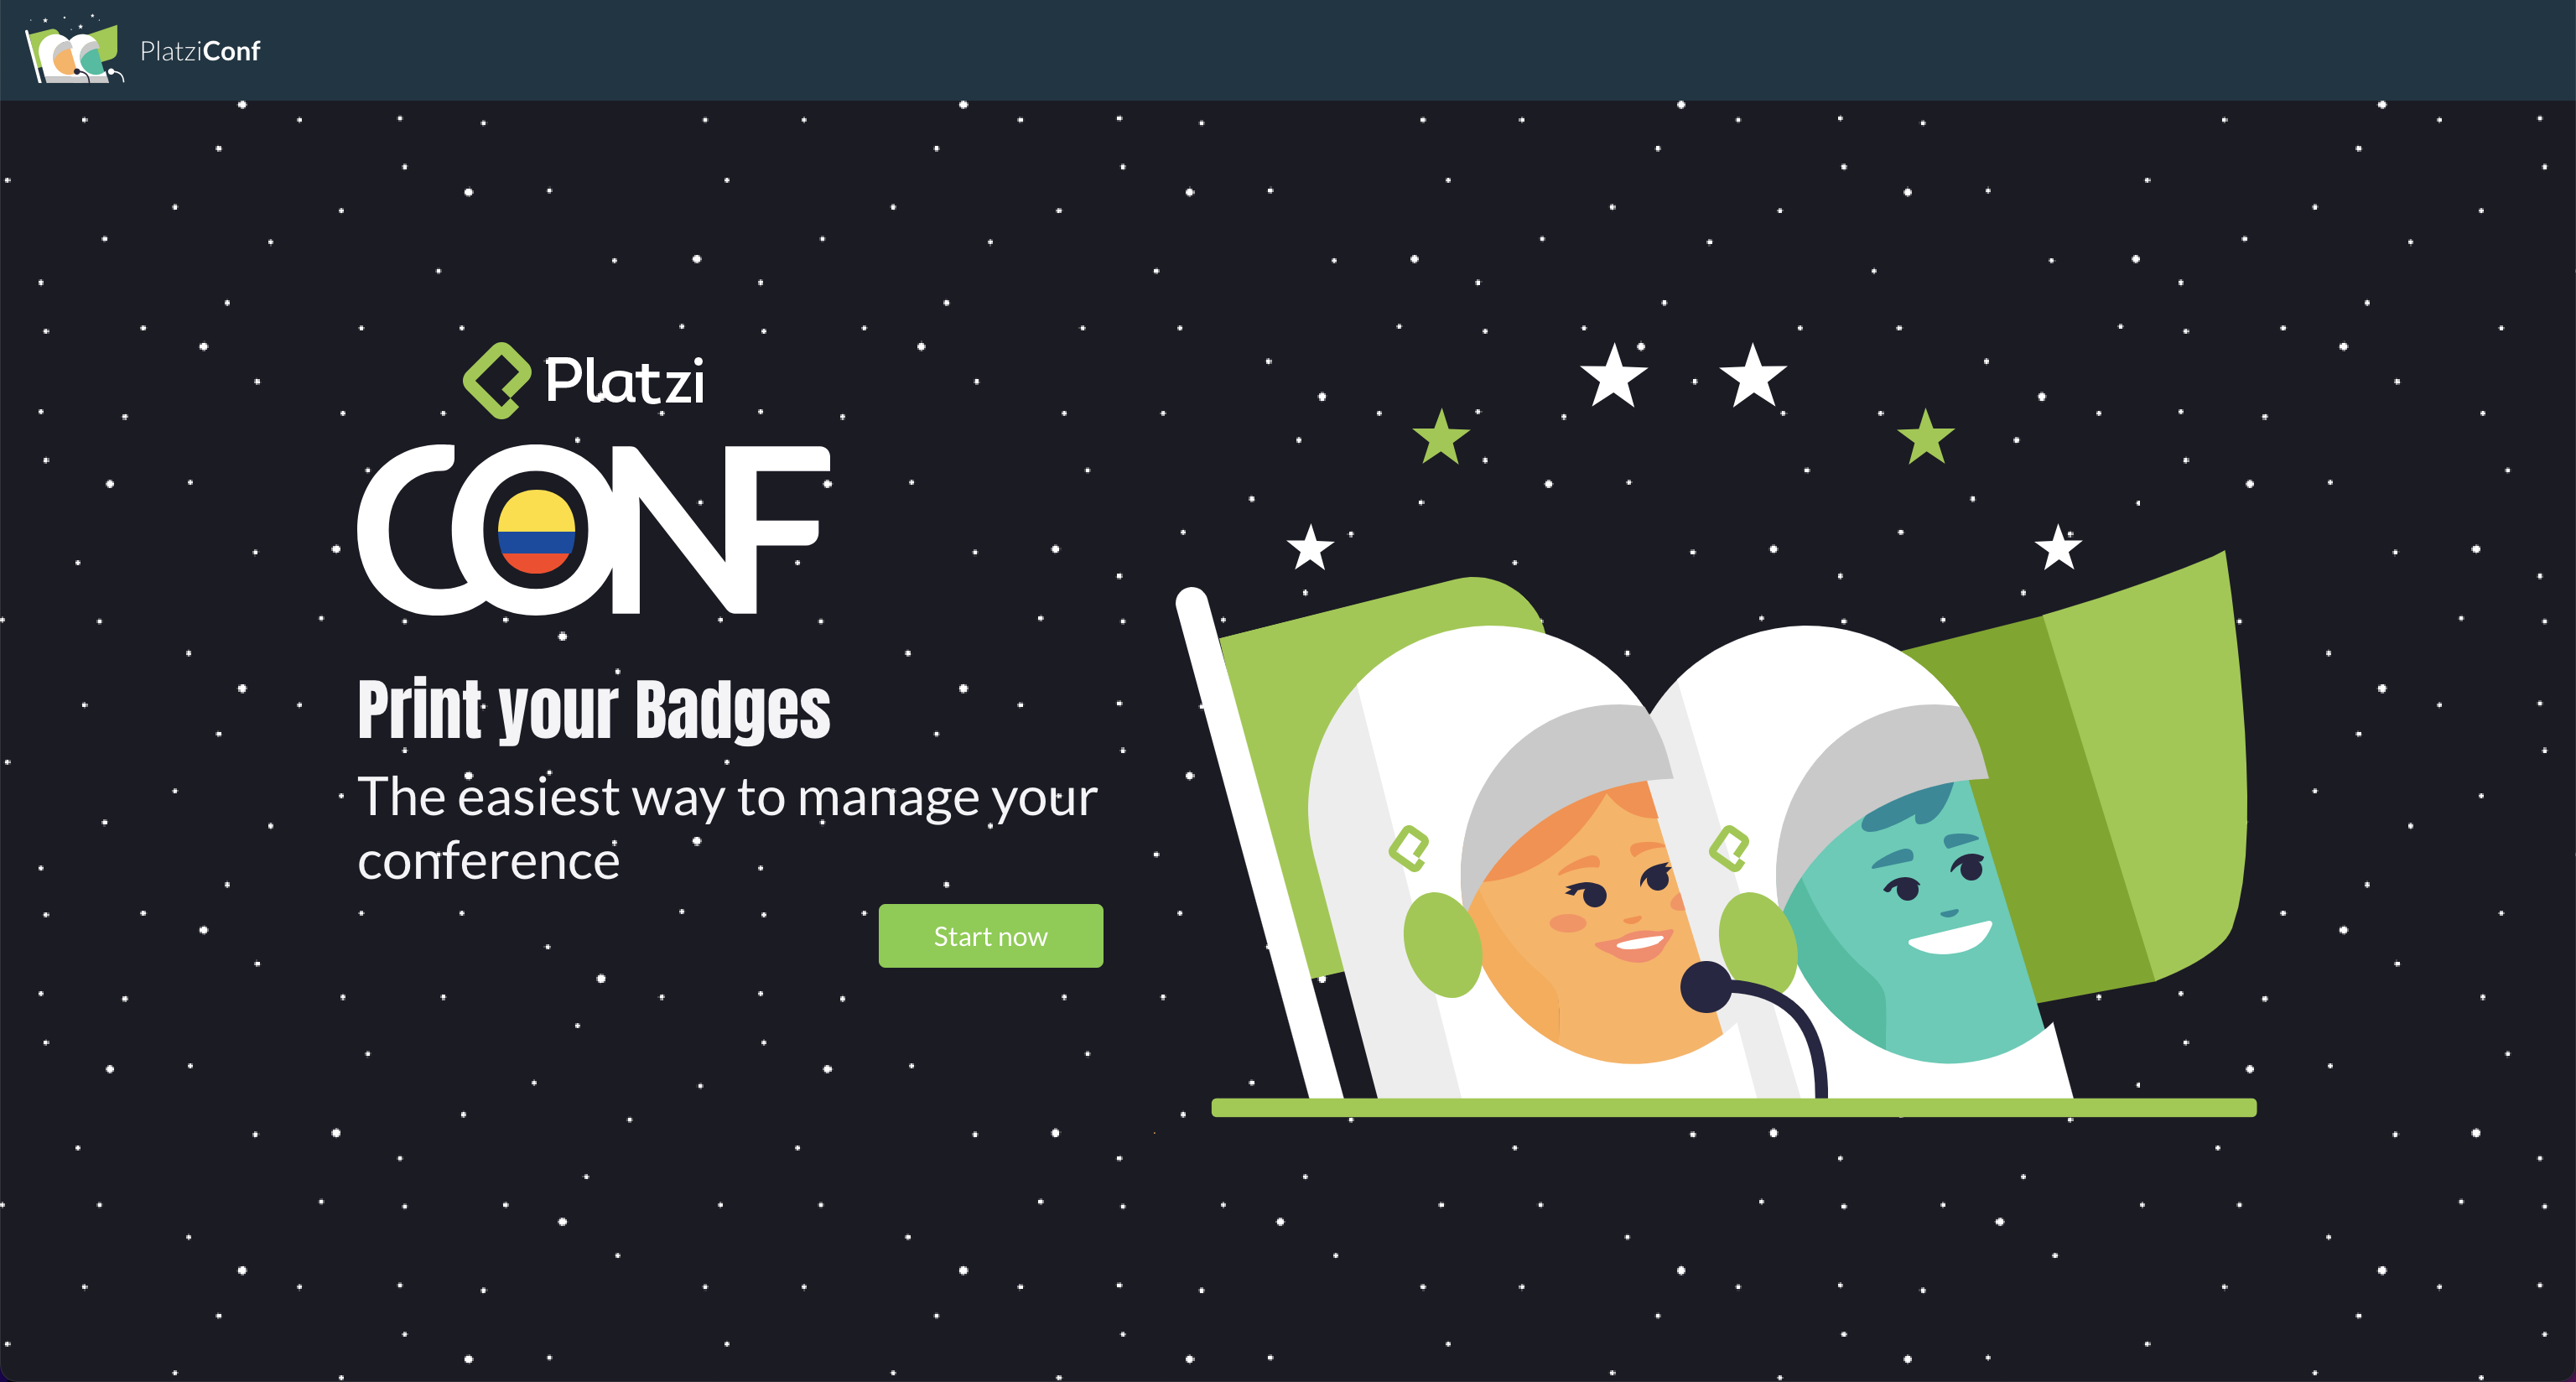 PlatziConf
Platzi
CONF
Print your Badges
The easiest way to manage your
conference
Start now